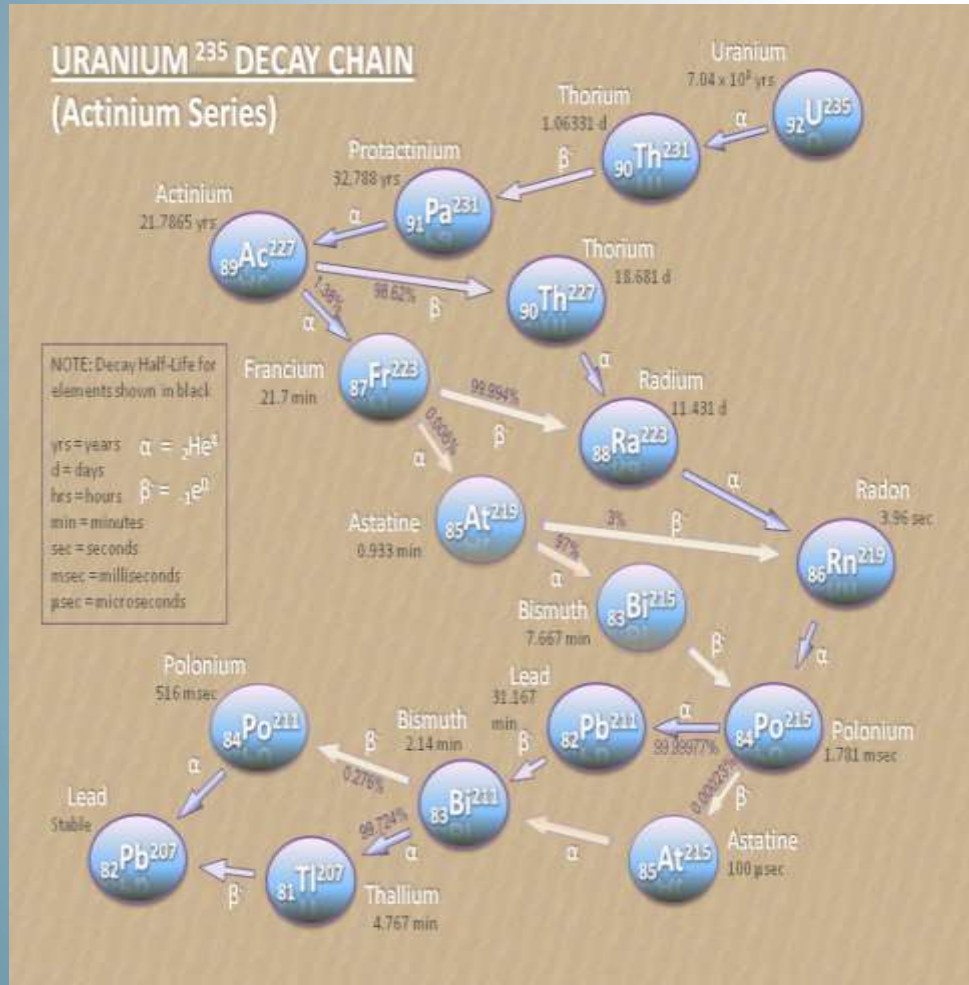 URANIUM ²³⁵ DECAY CHAIN
(Actinium Series)
Uranium
7.04 x 10⁸ yrs
₉₂U²³⁵
α
Thorium
1.06331 d
₉₀Th²³¹
β⁻
Protactinium
32,788 yrs
₉₁Pa²³¹
α
Actinium
21.7865 yrs
₈₉Ac²²⁷
98.62%
β⁻
1.38%
α
Thorium
18.681 d
₉₀Th²²⁷
α
Francium
21.7 min
₈₇Fr²²³
99.994%
β⁻
0.006%
α
Radium
11.431 d
₈₈Ra²²³
α
NOTE: Decay Half-Life for
elements shown in black
yrs = years
α = ₂He⁴
d = days
hrs = hours
β⁻ = ₋₁e⁰
min = minutes
sec = seconds
msec = milliseconds
µsec = microseconds
Astatine
0.933 min
₈₅At²¹⁹
3%
β⁻
97%
α
Radon
3.96 sec
₈₆Rn²¹⁹
α
Bismuth
7.667 min
₈₃Bi²¹⁵
β⁻
Polonium
1.781 msec
₈₄Po²¹⁵
α
99.99977%
0.00023%
β⁻
Lead
31.167
min
₈₂Pb²¹¹
β⁻
Astatine
100 µsec
₈₅At²¹⁵
α
Bismuth
2.14 min
₈₃Bi²¹¹
β⁻
0.276%
99.724%
α
Polonium
516 msec
₈₄Po²¹¹
α
Thallium
4.767 min
₈₁Tl²⁰⁷
β⁻
Lead
Stable
₈₂Pb²⁰⁷